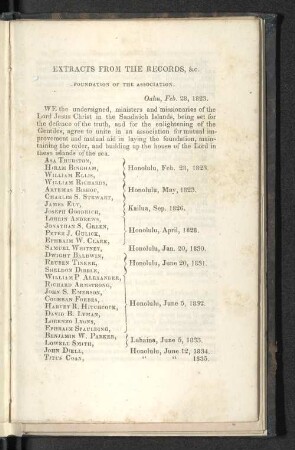 EXTRACTS FROM THE RECORDS, &c.
FOUNDATION OF THE ASSOCIATION.
Oahu, Feb. 28, 1823.
WE the undersigned, ministers and missionaries of the
Lord Jesus Christ in the Sandwich Islands, being set for
the defence of the truth, and for the enlightening of the
Gentiles, agree to unite in an association for mutual im-
provement and mutual aid in laying the foundation, main-
taining the order, and building up the house of the Lord in
these islands of the sea.
ASA THURSTON,
HIRAM BINGHAM, Honolulu, Feb. 23, 1823.
WILLIAM ELLIS,
WILLIAM RICHARDS,
ARTEMAS BISHOP, Honolulu, May, 1823.
CHARLES S. STEWART,
JAMES ELY, Kailua, Sep. 1826.
JOSEPH GOODRICH,
LORRIN ANDREWS,
JONATHAN S. GREEN, Honolulu, April, 1828.
PETER J. GULICK,
EPHRAIM W. CLARK,
SAMUEL WHITNEY, Honolulu, Jan. 20, 1830.
DWIGHT BALDWIN,
REUBEN TINKER, Honolulu, June 20, 1831.
SHELDON DIBBLE,
WILLIAM P. ALEXANDER,
RICHARD ARMSTRONG,
JOHN S. EMERSON,
COCHRAN FORBES,
HARVEY R. HITCHCOCK, Honolulu, June 5, 1832.
DAVID B. LYMAN,
LORENZO LYONS,
EPHRAIM SPAULDING,
BENJAMIN W. PARKER,
LOWELL SMITH, Lahaina, June 5, 1833.
JOHN DIELL, Honolulu, June 12, 1834.
TITUS COAN, " " 1835.